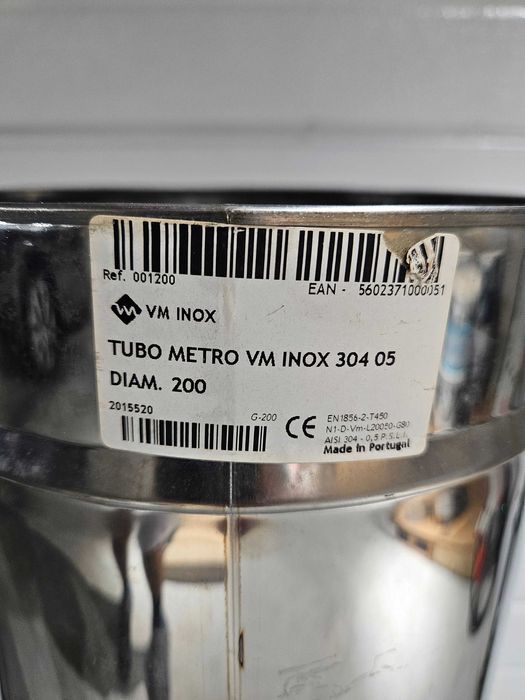 Ref. 001200
EAN - 5602371000051
VM INOX
TUBO METRO VM INOX 304 05
DIAM. 200
2015520
G-200
CE
EN1856-2-T450
N1-D-Vm-L20050-G80
AISI 304 - 0,5 P.S.L.I.
Made in Portugal